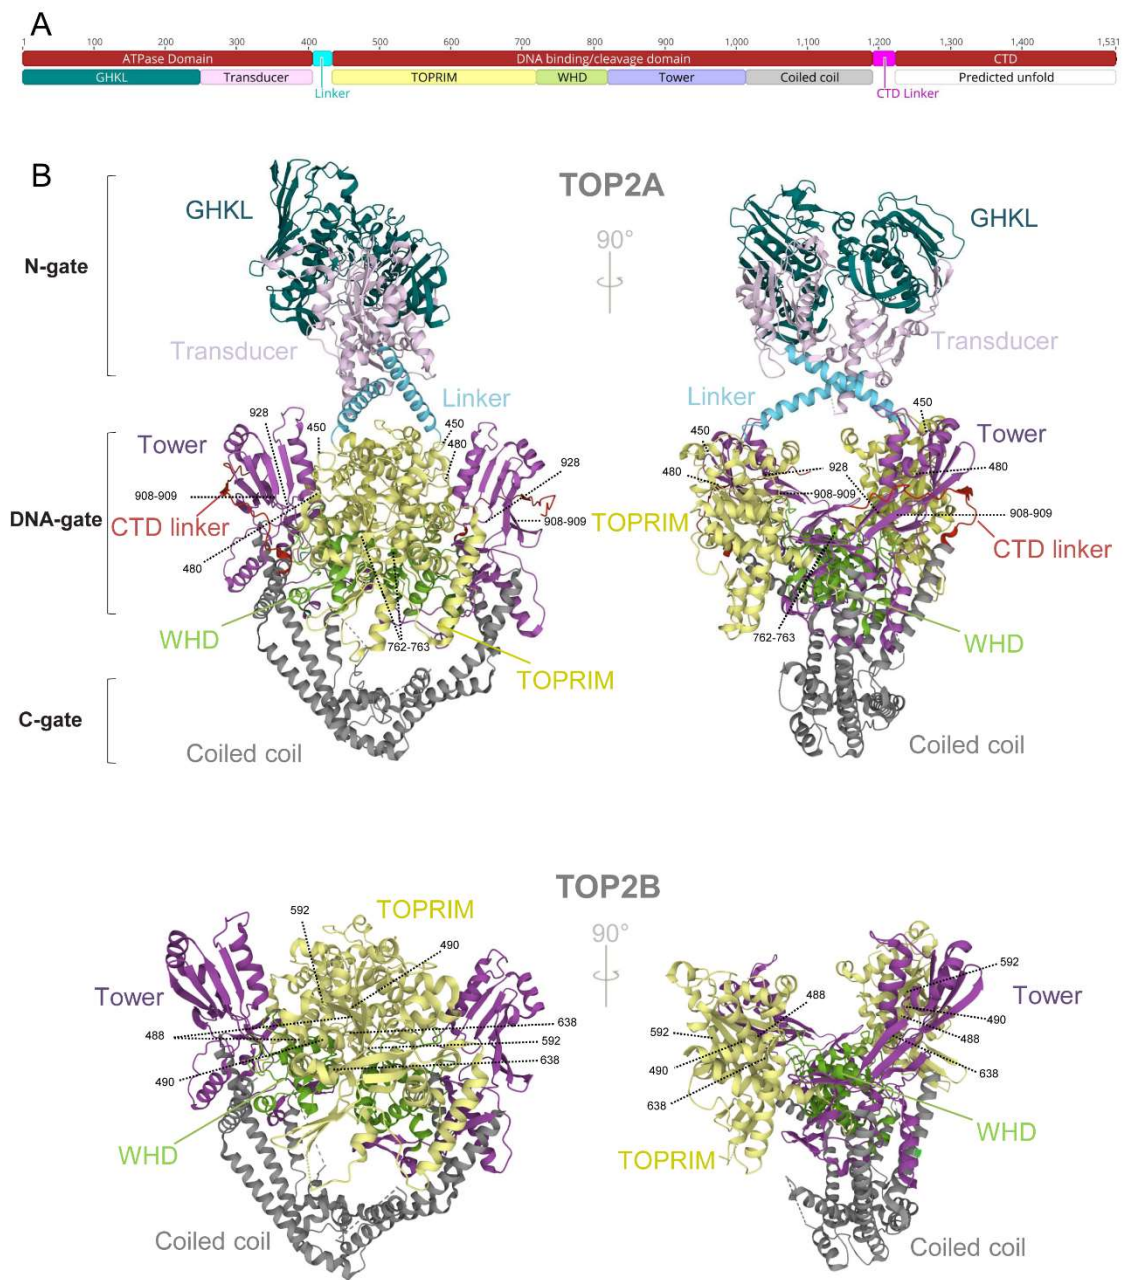 A
1 100 200 300 400 500 600 700 800 900 1,000 1,100 1,200 1,300 1,400 1,531
ATPase Domain DNA binding/cleavage domain CTD
GHKL Transducer TOPRIM WHD Tower Coiled coil Predicted unfold
Linker CTD Linker
B
TOP2A
GHKL GHKL
90°
N-gate
Transducer Transducer
Linker Linker
928 450 450 450
Tower 480 Tower
928 928 480
908-909 908-909
480
DNA-gate CTD linker 908-909 TOPRIM 908-909
CTD linker
480
WHD 762-763 762-763 WHD
TOPRIM
C-gate
Coiled coil Coiled coil
TOP2B
592 TOPRIM
90°
490 592
Tower 488 Tower
592 490
488 638 488
592 490
638 638
490 638
WHD WHD
TOPRIM
Coiled coil Coiled coil